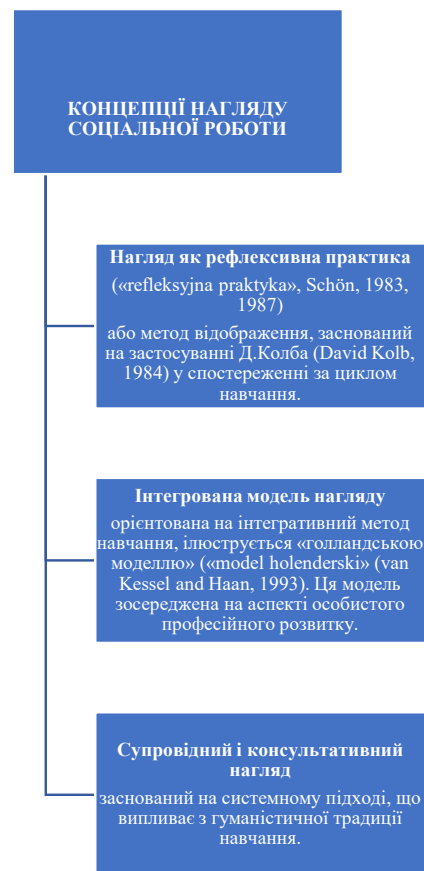 КОНЦЕПЦІЇ НАГЛЯДУ
СОЦІАЛЬНОЇ РОБОТИ
Нагляд як рефлексивна практика
(«refleksyjna praktyka», Schön, 1983,
1987)
або метод відображення, заснований
на застосуванні Д.Колба (David Kolb,
1984) у спостереженні за циклом
навчання.
Інтегрована модель нагляду
орієнтована на інтегративний метод
навчання, ілюструється «голландською
моделлю» («model holenderski» (van
Kessel and Haan, 1993). Ця модель
зосереджена на аспекті особистого
професійного розвитку.
Супровідний і консультативний
нагляд
заснований на системному підході, що
випливає з гуманістичної традиції
навчання.